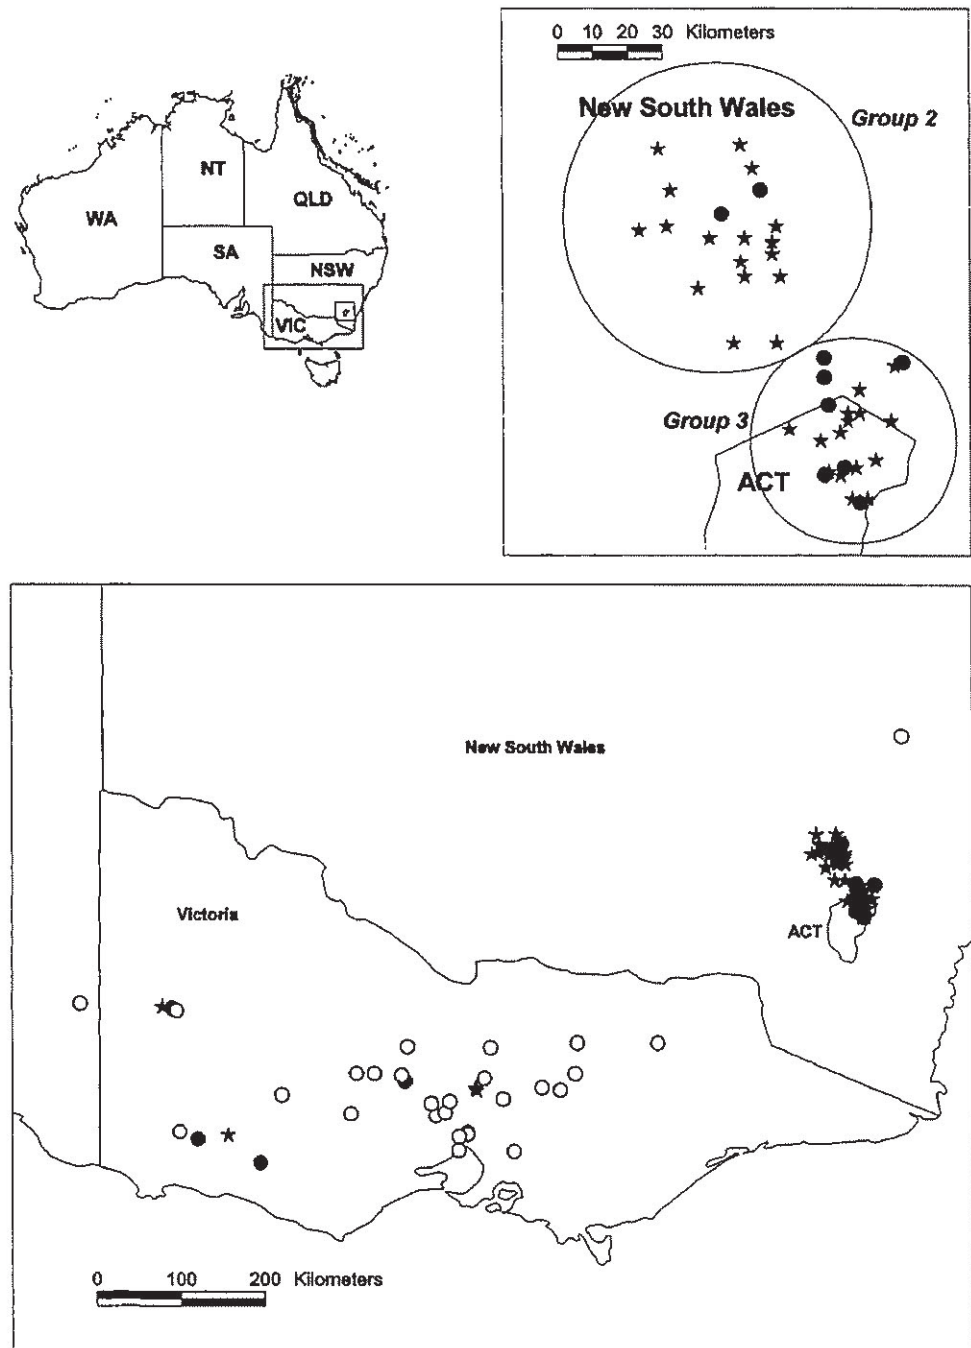 0 10 20 30 Kilometers
New South Wales
Group 2
NT
QLD
WA
SA
NSW
VIC
Group 3
ACT
New South Wales
Victoria
ACT
0 100 200 Kilometers